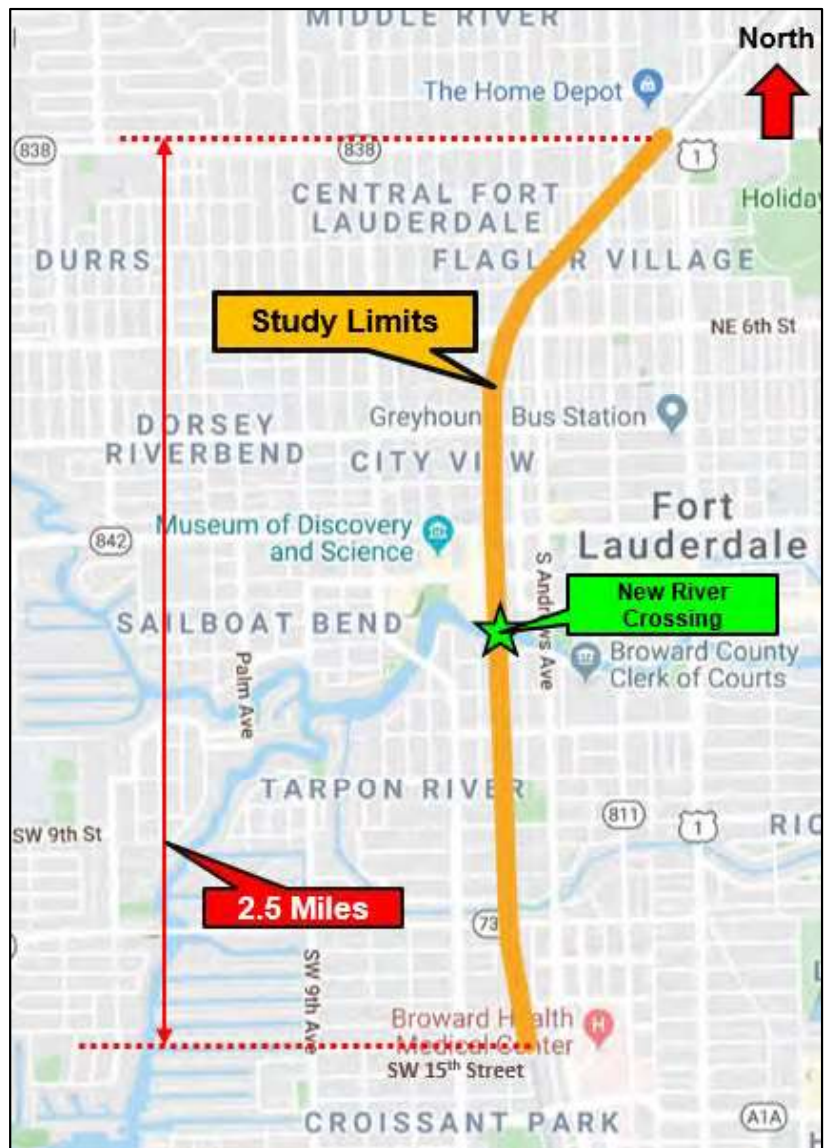 MIDDLE RIVER
North
The Home Depot
838
838
1
CENTRAL FORT
LAUDERDALE
Holiday
DURRS
FLAGLER VILLAGE
Study Limits
NE 6th St
DORSEY
RIVERBEND
Greyhoun Bus Station
CITY VIEW
Fort
Lauderdale
842
Museum of Discovery
and Science
S Andrews Ave
New River
Crossing
SAILBOAT BEND
Broward County
Clerk of Courts
Palm Ave
TARPON RIVER
811
1
RIO
SW 9th St
2.5 Miles
73
SW 9th Ave
Broward Health
Medical Center
SW 15th Street
CROISSANT PARK
A1A